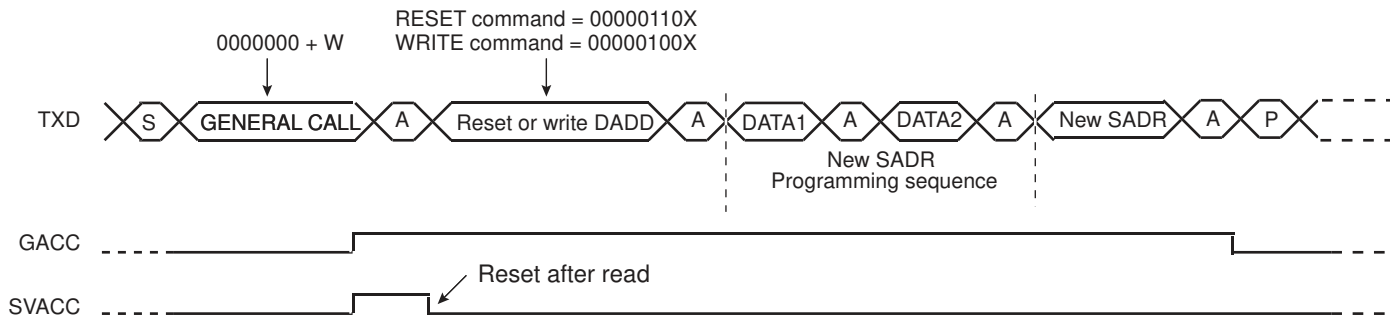 RESET command = 00000110X
0000000 + W
WRITE command = 00000100X
TXD
S
GENERAL CALL
A
Reset or write DADD
A
DATA1
A
DATA2
A
New SADR
A
P
New SADR
Programming sequence
GACC
Reset after read
SVACC